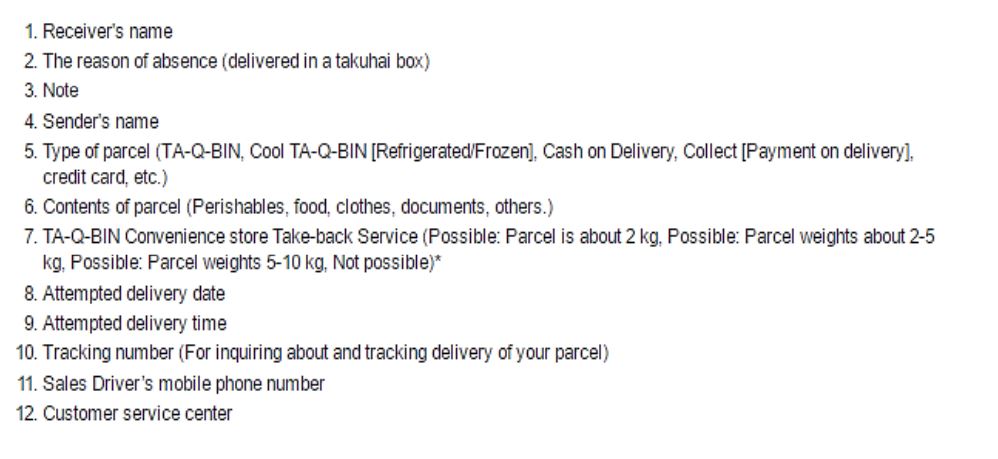 1. Receiver's name
2. The reason of absence (delivered in a takuhai box)
3. Note
4. Sender's name
5. Type of parcel (TA-Q-BIN, Cool TA-Q-BIN [Refrigerated/Frozen], Cash on Delivery, Collect [Payment on delivery],
credit card, etc.)
6. Contents of parcel (Perishables, food, clothes, documents, others.)
7. TA-Q-BIN Convenience store Take-back Service (Possible: Parcel is about 2 kg, Possible: Parcel weights about 2-5
kg, Possible: Parcel weights 5-10 kg, Not possible)*
8. Attempted delivery date
9. Attempted delivery time
10. Tracking number (For inquiring about and tracking delivery of your parcel)
11. Sales Driver's mobile phone number
12. Customer service center